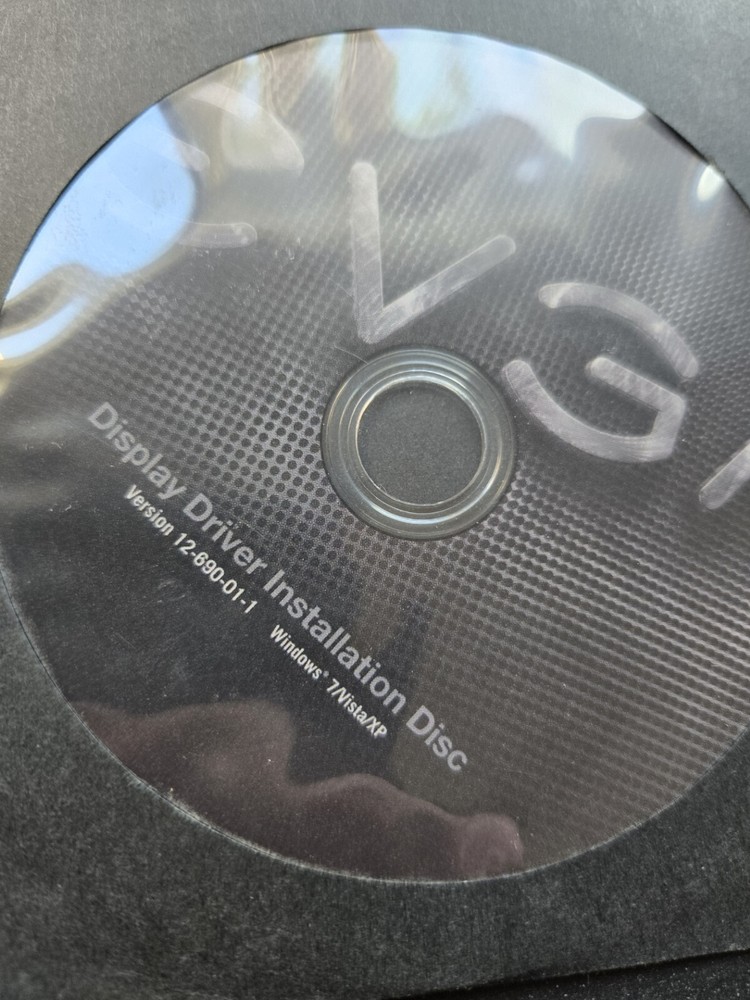 EVGA
Display Driver Installation Disc
Version 12-690-01-1 Windows® 7/Vista/XP